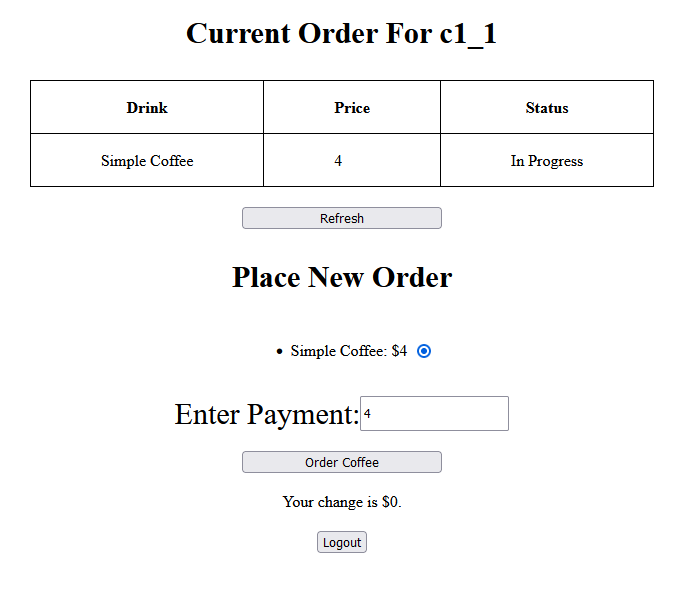 Current Order For c1_1
Drink Price Status
Simple Coffee 4 In Progress
Refresh
Place New Order
• Simple Coffee: $4
Enter Payment: 4
Order Coffee
Your change is $0.
Logout